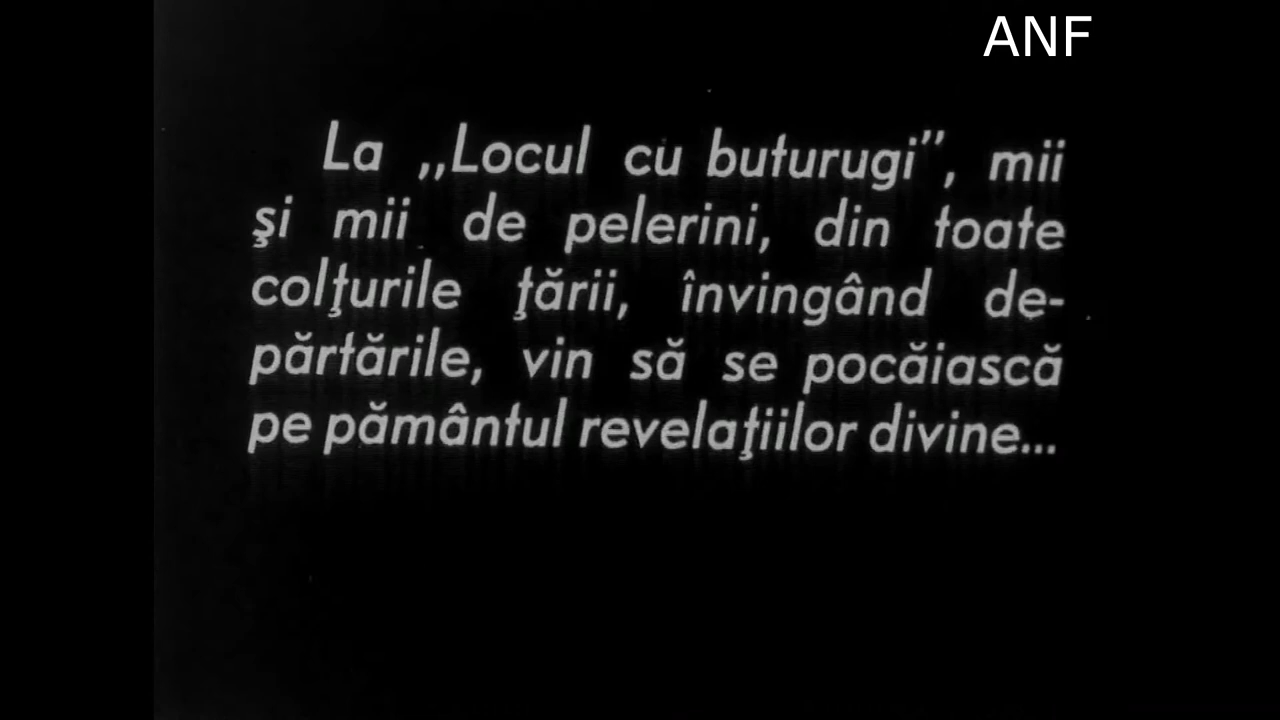 ANF
La ,,Locul cu buturugi”, mii
şi mii de pelerini, din toate
colţurile ţării, învingând de-
părtările, vin să se pocăiască
pe pământul revelaţiilor divine...